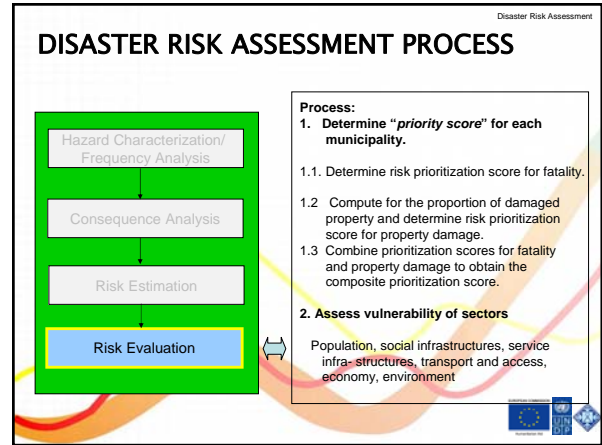 Disaster Risk Assessment
DISASTER RISK ASSESSMENT PROCESS
Hazard Characterization/
Frequency Analysis
Consequence Analysis
Risk Estimation
Risk Evaluation
Process:
1. Determine “priority score” for each
municipality.
1.1. Determine risk prioritization score for fatality.
1.2 Compute for the proportion of damaged
property and determine risk prioritization
score for property damage.
1.3 Combine prioritization scores for fatality
and property damage to obtain the
composite prioritization score.
2. Assess vulnerability of sectors
Population, social infrastructures, service
infra- structures, transport and access,
economy, environment
EUROPEAN COMMISSION
Humanitarian Aid
U N
D P